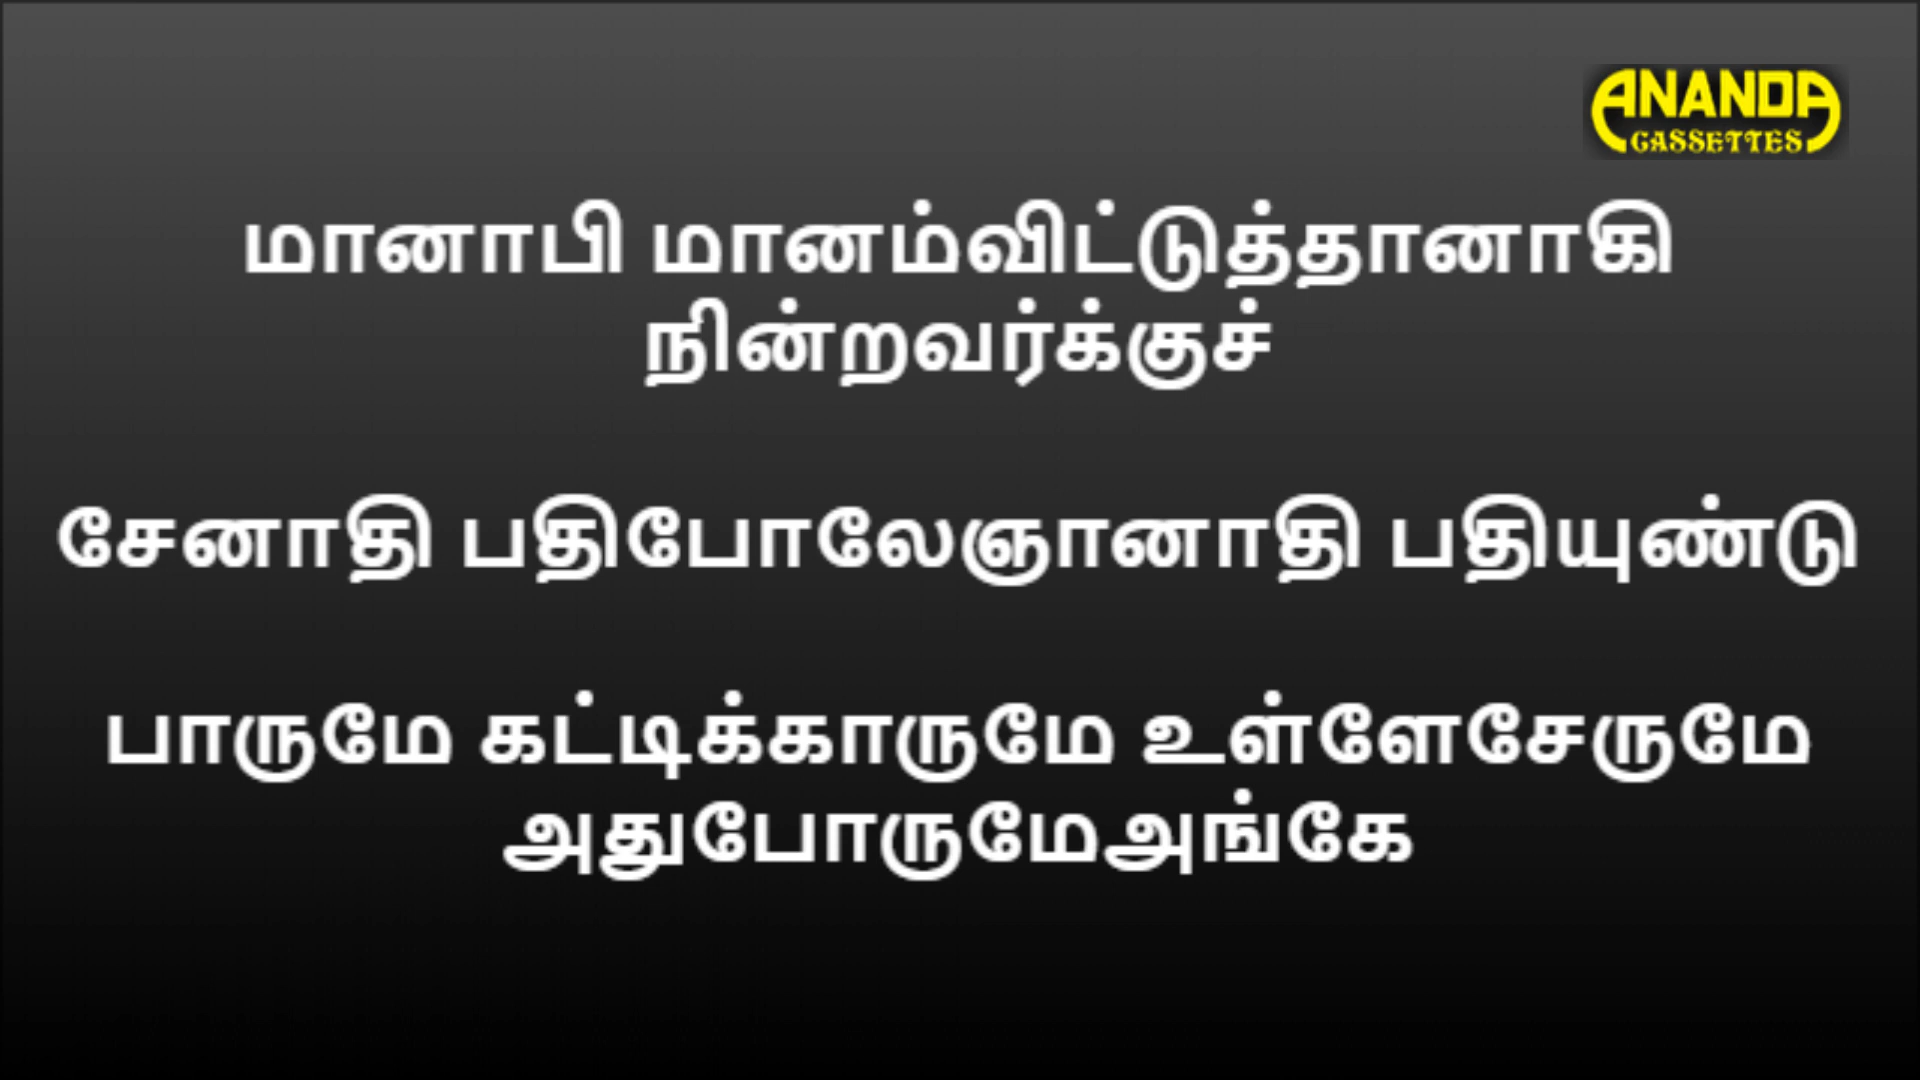 ANANDA
CASSETTES
மானாபி மானம்விட்டுத்தானாகி
நின்றவர்க்குச்
சேனாதி பதிபோலேஞானாதி பதியுண்டு
பாருமே கட்டிக்காருமே உள்ளேசேருமே
அதுபோருமேஅங்கே